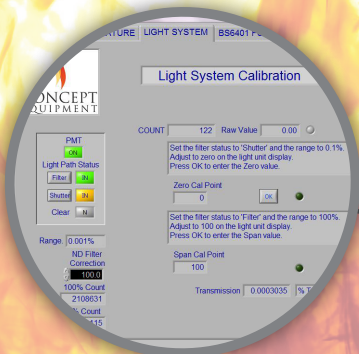 LIGHT SYSTEM
BS6401
Light System Calibration
COUNT 122 Raw Value 0.00
Set the filter status to 'Shutter' and the range to 0.1%.
Adjust to zero on the light unit display.
Press OK to enter the Zero value.
Zero Cal Point
0 OK
Set the filter status to 'Filter' and the range to 100%.
Adjust to 100 on the light unit display.
Press OK to enter the Span value.
Span Cal Point
100
Transmission 0.0003035
PMT
ON
Light Path Status
Filter IN
Shutter IN
Clear N
Range. 0.001%
ND Filter
Correction
100.0
100% Count
2108631
Count